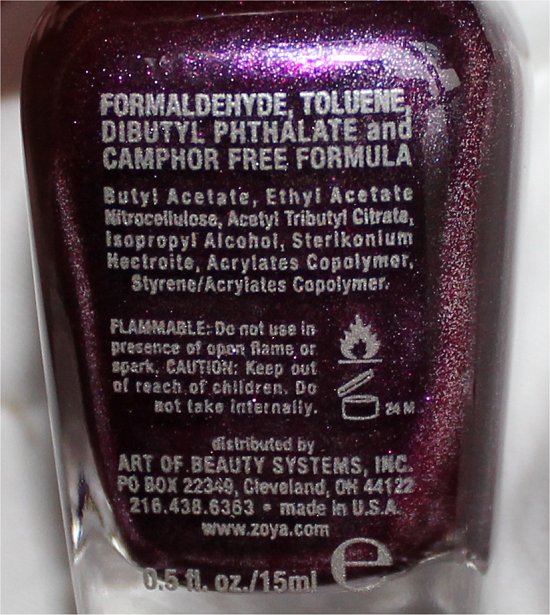 FORMALDEHYDE, TOLUENE,
DIBUTYL PHTHALATE and
CAMPHOR FREE FORMULA
Butyl Acetate, Ethyl Acetate
Nitrocellulose, Acetyl Tributyl Citrate,
Isopropyl Alcohol, Sterikonium
Hectroite, Acrylates Copolymer,
Styrene/Acrylates Copolymer.
FLAMMABLE: Do not use in
presence of open flame or
spark. CAUTION: Keep out
of reach of children. Do
not take internally.
24 M
distributed by
ART OF BEAUTY SYSTEMS, INC.
PO BOX 22349, Cleveland, OH 44122
216.438.6363 • made in U.S.A.
www.zoya.com
0.5 fl. oz./15ml e